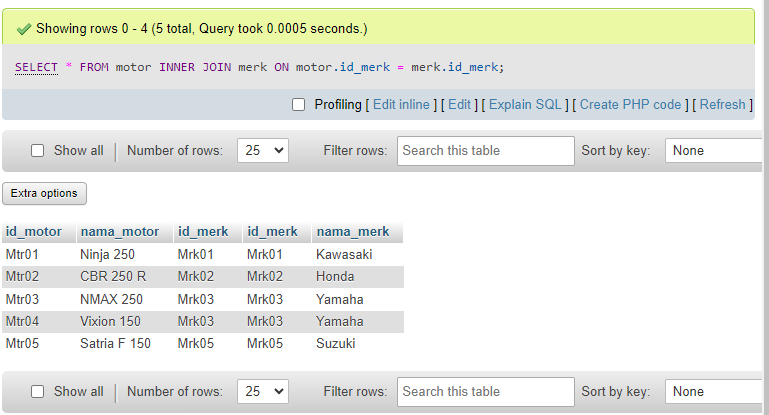 Showing rows 0 - 4 (5 total, Query took 0.0005 seconds.)
SELECT * FROM motor INNER JOIN merk ON motor.id_merk = merk.id_merk;
Profiling [ Edit inline ] [ Edit ] [ Explain SQL ] [ Create PHP code ] [ Refresh ]
Show all | Number of rows: 25 Filter rows: Search this table Sort by key: None
Extra options
id_motor nama_motor id_merk id_merk nama_merk
Mtr01 Ninja 250 Mrk01 Mrk01 Kawasaki
Mtr02 CBR 250 R Mrk02 Mrk02 Honda
Mtr03 NMAX 250 Mrk03 Mrk03 Yamaha
Mtr04 Vixion 150 Mrk03 Mrk03 Yamaha
Mtr05 Satria F 150 Mrk05 Mrk05 Suzuki
Show all | Number of rows: 25 Filter rows: Search this table Sort by key: None